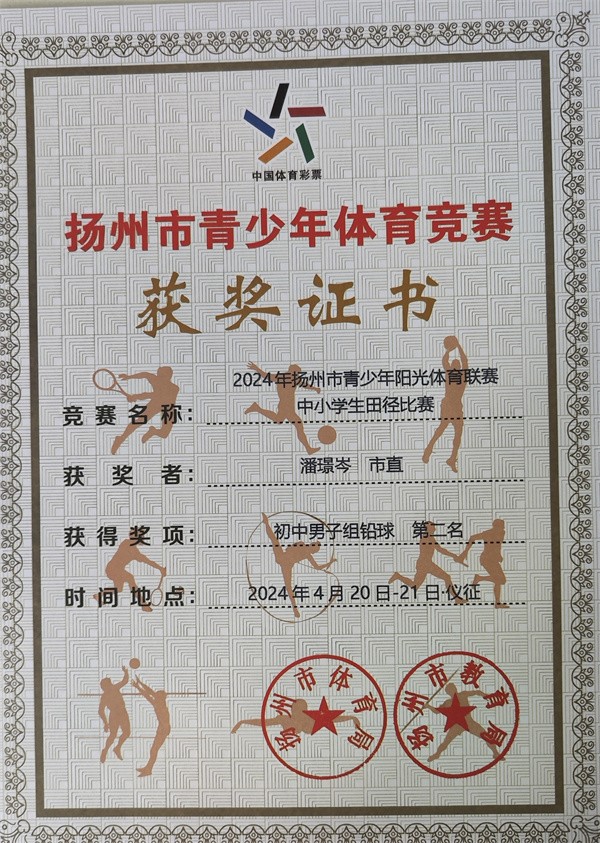 中国体育彩票
扬州市青少年体育竞赛
获奖证书
2024年扬州市青少年阳光体育联赛
竞赛名称： 中小学生田径比赛
获奖者： 潘璟岑 市直
获得奖项： 初中男子组铅球 第二名
时间地点： 2024年4月20日-21日·仪征
扬州市体育局
扬州市教育局